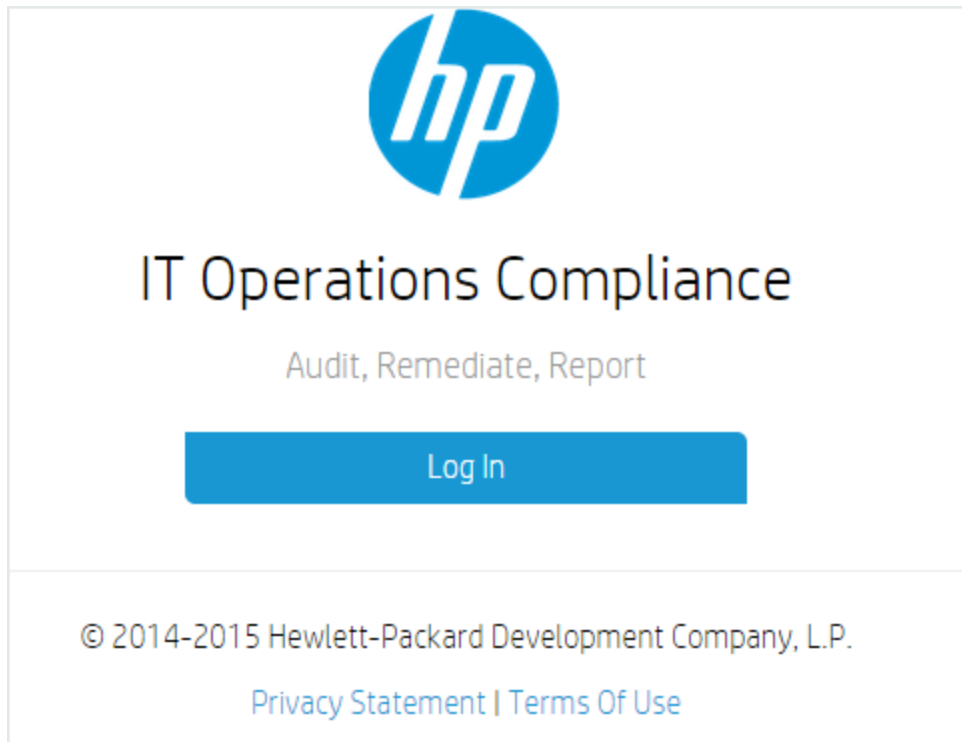 hp
IT Operations Compliance
Audit, Remediate, Report
Log In
© 2014-2015 Hewlett-Packard Development Company, L.P.
Privacy Statement | Terms Of Use